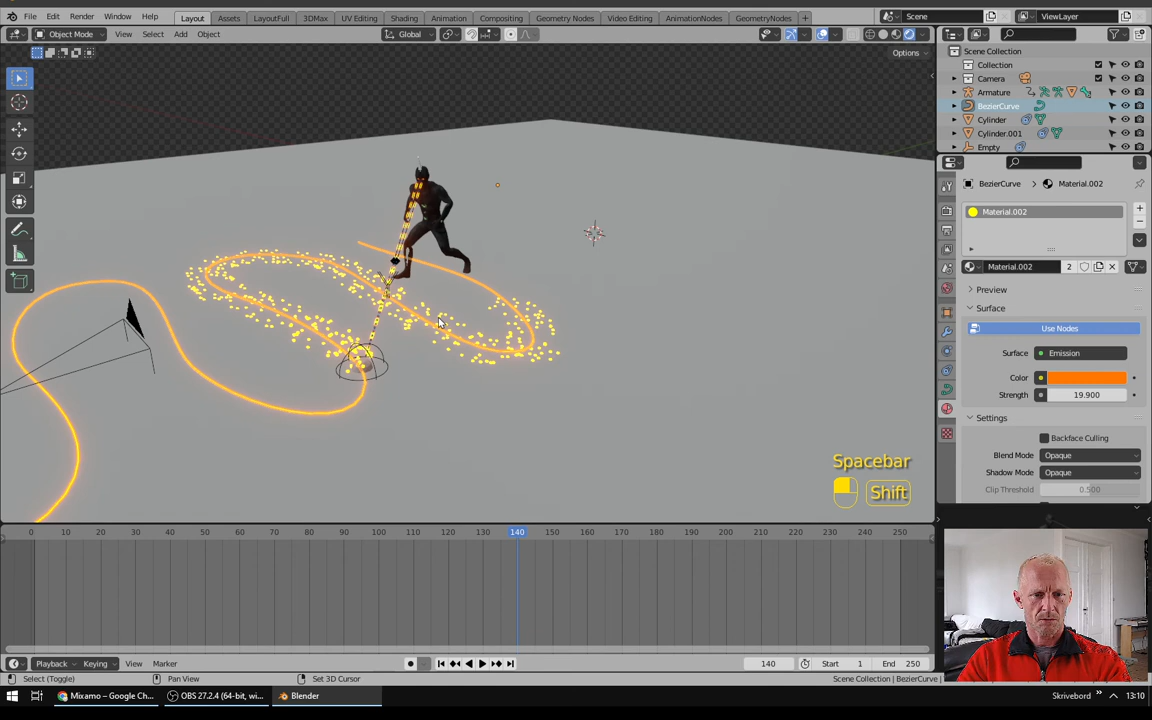 File Edit Render Window Help Layout Assets LayoutFull 3DMax UV Editing Shading Animation Compositing Geometry Nodes Video Editing AnimationNodes GeometryNodes + Scene ViewLayer
Object Mode View Select Add Object Global
Options
Scene Collection
Collection
Camera
Armature
BezierCurve
Cylinder
Cylinder.001
Empty
BezierCurve Material.002
Material.002
Material.002 2
Preview
Surface
Use Nodes
Surface Emission
Color
Strength 19.900
Settings
Backface Culling
Blend Mode Opaque
Shadow Mode Opaque
Clip Threshold 0.500
Spacebar
Shift
0 10 20 30 40 50 60 70 80 90 100 110 120 130 140 150 160 170 180 190 200 210 220 230 240 250
Playback Keying View Marker 140 Start 1 End 250
Select (Toggle) Pan View Set 3D Cursor Scene Collection | BezierCurve |
Mixamo – Google Ch... OBS 27.2.4 (64-bit, wi... Blender Skrivebord 13:10